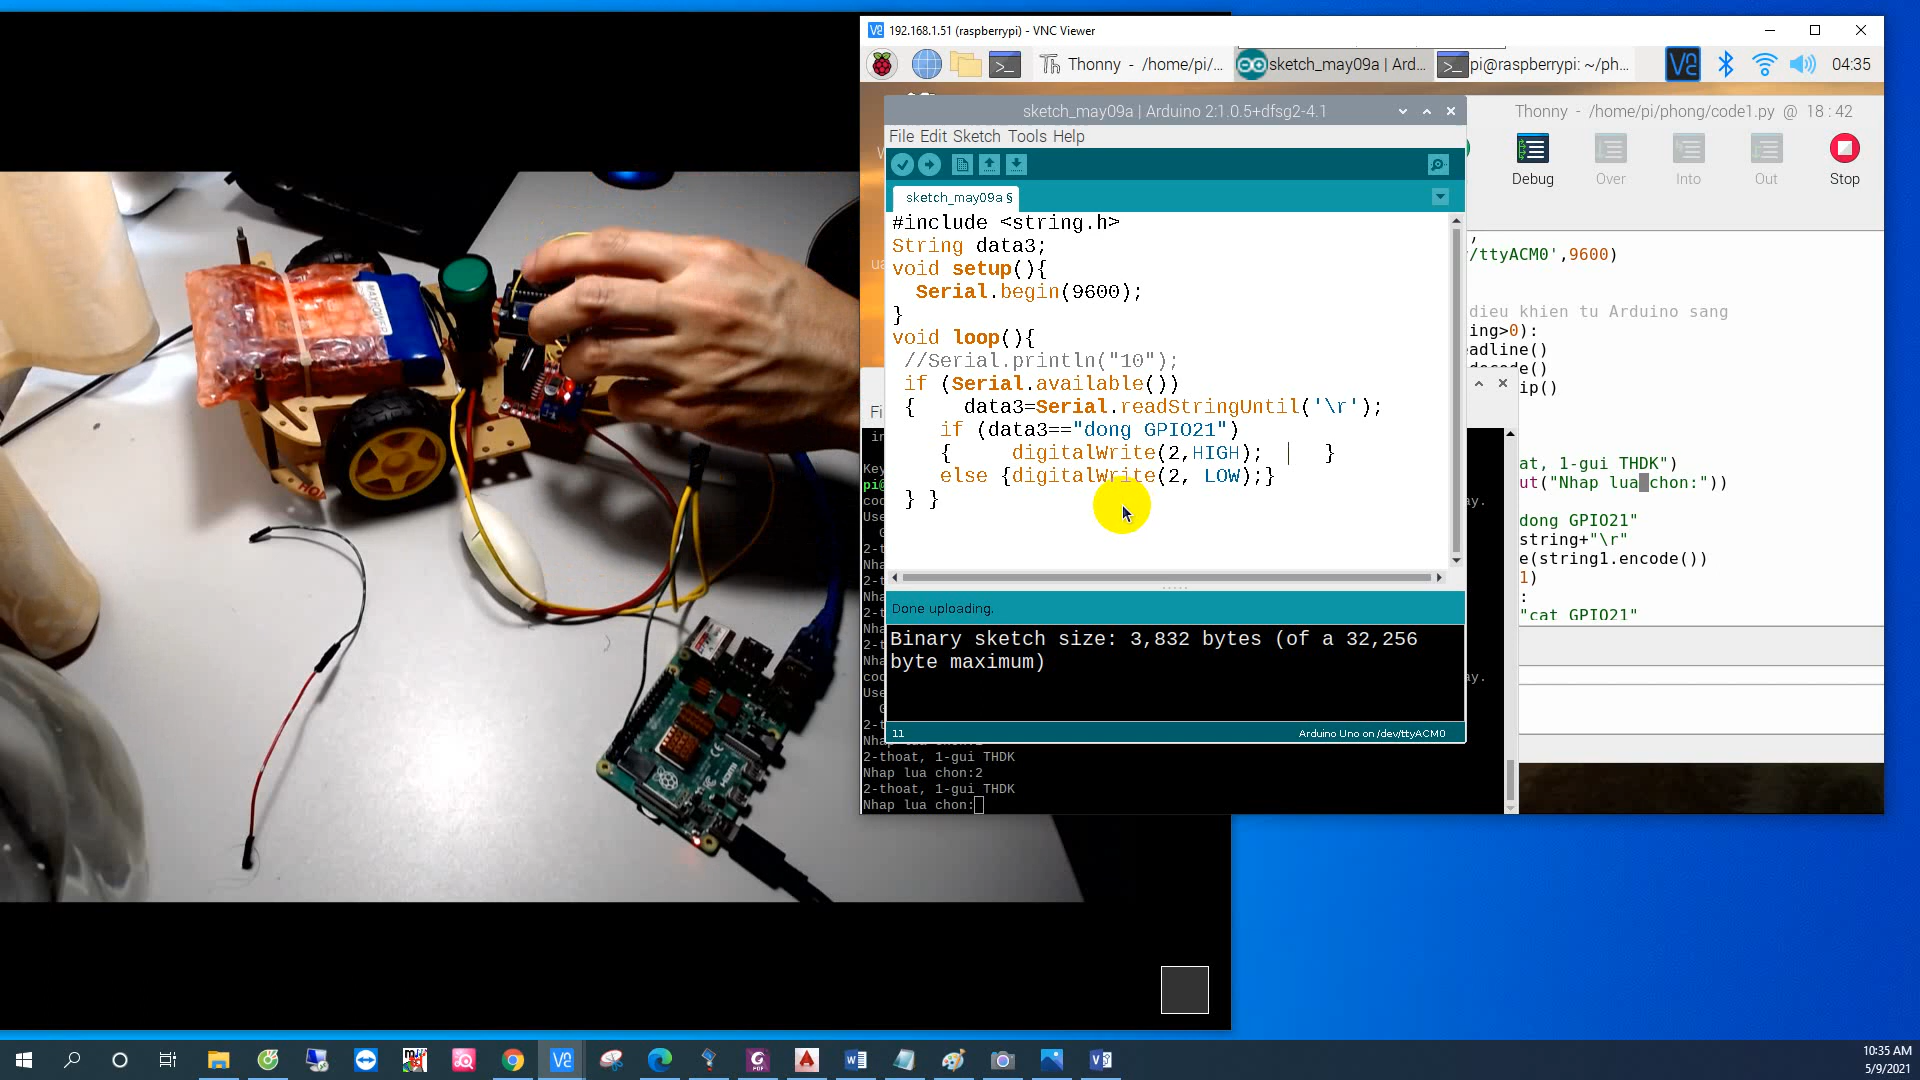 192.168.1.51 (raspberrypi) - VNC Viewer
Thonny - /home/pi/...
sketch_may09a | Ard...
pi@raspberrypi: ~/ph...
04:35
sketch_may09a | Arduino 2:1.0.5+dfsg2-4.1
Thonny - /home/pi/phong/code1.py @ 18 : 42
File Edit Sketch Tools Help
Debug
Over
Into
Out
Stop
sketch_may09a §
#include <string.h>
String data3;
void setup(){
Serial.begin(9600);
}
void loop(){
//Serial.println("10");
if (Serial.available())
{ data3=Serial.readStringUntil('\r');
if (data3=="dong GPIO21")
{ digitalWrite(2,HIGH); }
else {digitalWrite(2, LOW);}
} }
Done uploading.
Binary sketch size: 3,832 bytes (of a 32,256
byte maximum)
11
Arduino Uno on /dev/ttyACM0
/ttyACM0',9600)
dieu khien tu Arduino sang
ing>0):
adline()
ip()
at, 1-gui THDK")
ut("Nhap lua chon:"))
dong GPIO21"
string+"\r"
e(string1.encode())
1)
:
"cat GPIO21"
2-thoat, 1-gui THDK
Nhap lua chon:2
2-thoat, 1-gui THDK
Nhap lua chon:
10:35 AM
5/9/2021